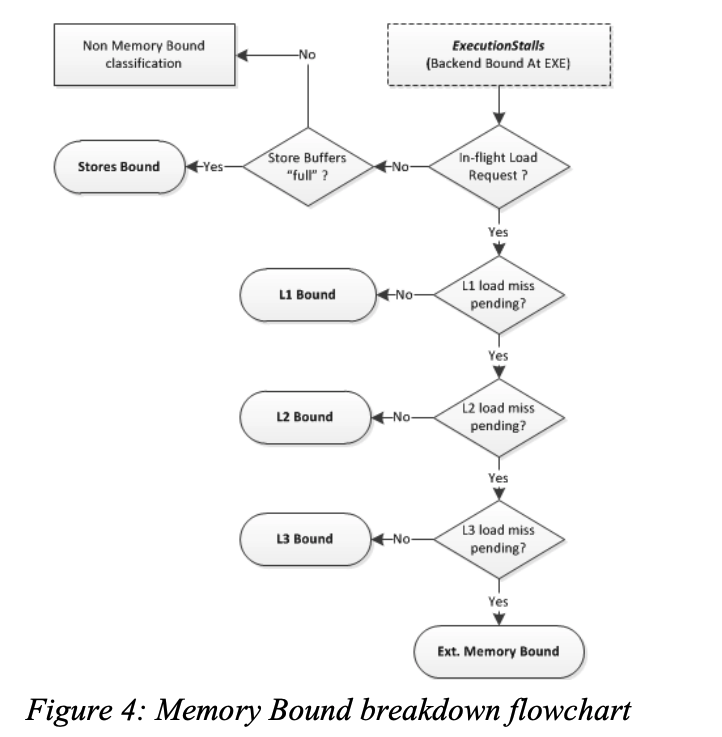 Non Memory Bound
classification
No
ExecutionStalls
(Backend Bound At EXE)
Stores Bound
Yes
Store Buffers
"full" ?
No
In-flight Load
Request ?
Yes
L1 Bound
No
L1 load miss
pending?
Yes
L2 Bound
No
L2 load miss
pending?
Yes
L3 Bound
No
L3 load miss
pending?
Yes
Ext. Memory Bound
Figure 4: Memory Bound breakdown flowchart